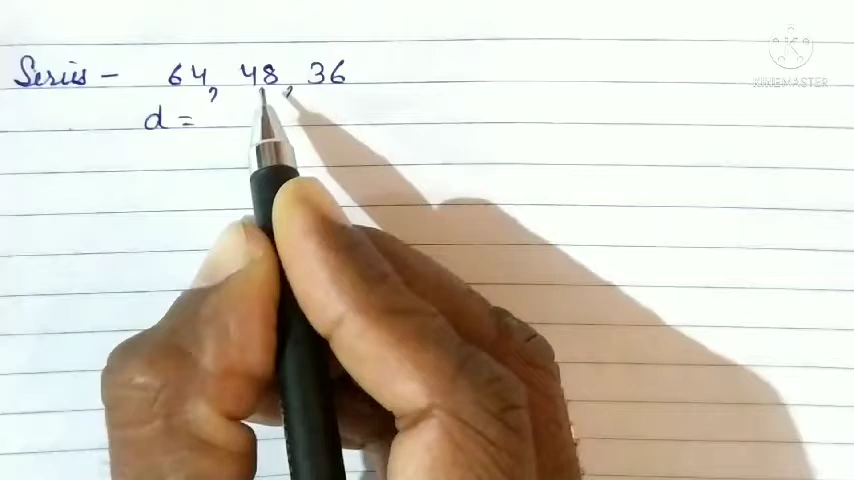 Series - 64, 48, 36
d =
KINEMASTER